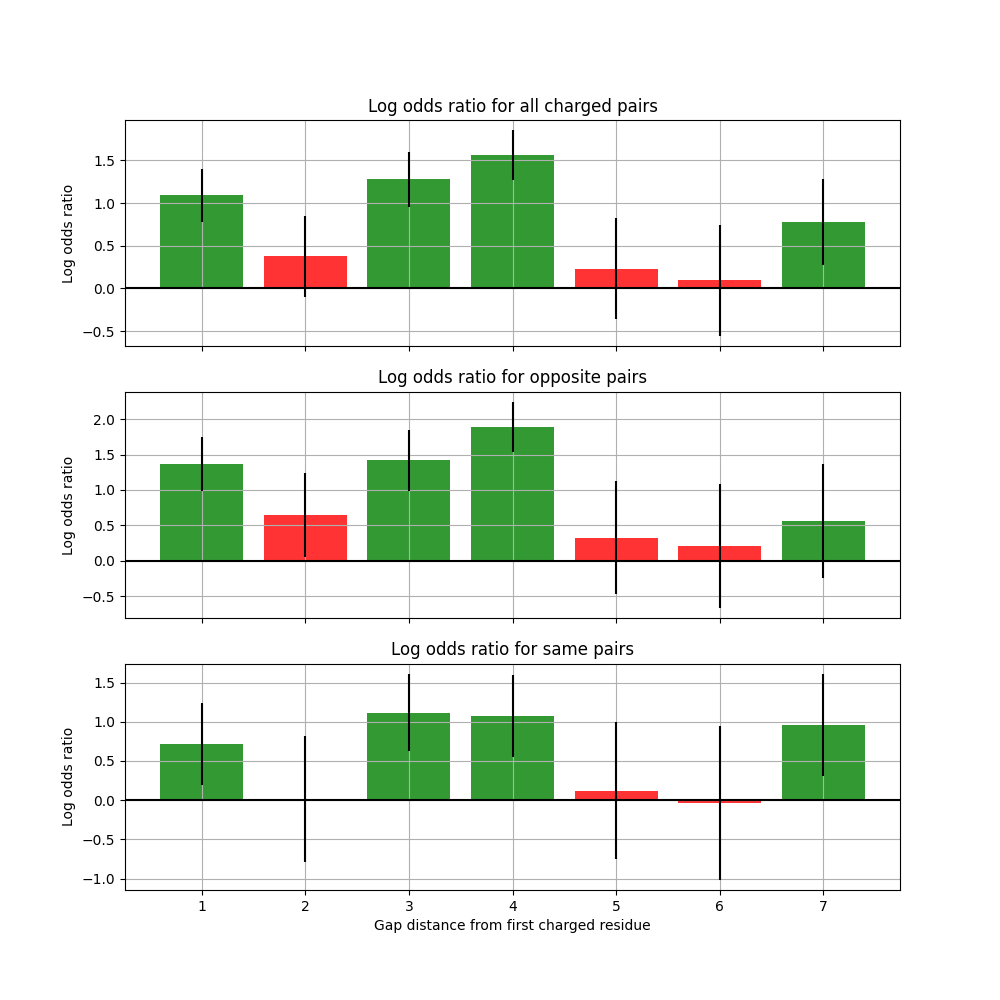 Log odds ratio for all charged pairs
Log odds ratio
1.5
1.0
0.5
0.0
−0.5
Log odds ratio for opposite pairs
Log odds ratio
2.0
1.5
1.0
0.5
0.0
−0.5
Log odds ratio for same pairs
Log odds ratio
1.5
1.0
0.5
0.0
−0.5
−1.0
1 2 3 4 5 6 7
Gap distance from first charged residue